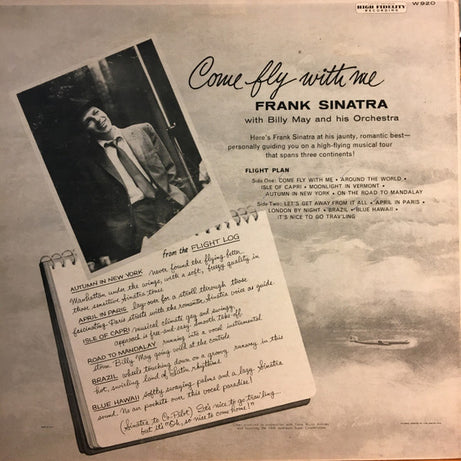 HIGH FIDELITY
RECORDING
W 920
Come fly with me
FRANK SINATRA
with Billy May and his Orchestra
Here's Frank Sinatra at his jaunty, romantic best—
personally guiding you on a high-flying musical tour
that spans three continents!
FLIGHT PLAN
Side One: COME FLY WITH ME • AROUND THE WORLD •
ISLE OF CAPRI • MOONLIGHT IN VERMONT •
AUTUMN IN NEW YORK • ON THE ROAD TO MANDALAY
Side Two: LET'S GET AWAY FROM IT ALL • APRIL IN PARIS •
LONDON BY NIGHT • BRAZIL • BLUE HAWAII •
IT'S NICE TO GO TRAV'LING
from the FLIGHT LOG
AUTUMN IN NEW YORK never found the flying better.
Manhattan under the wings, with a soft, fuzzy quality in
those sensitive Sinatra tones
APRIL IN PARIS lay over for a stroll through those
fascinating Paris streets with the romantic Sinatra voice as guide.
ISLE OF CAPRI musical climate gay and swingy,
approach is free and easy. Smooth take-off
ROAD TO MANDALAY running into a vocal instrumental
storm. Billy May going wild at the controls
BRAZIL wheels touching down on a groovy runway in this
hot, swirling land of Latin rhythms
BLUE HAWAII softly swaying palms and a lazy Sinatra
sound. No air pockets over this vocal paradise!
(Sinatra to Co-Pilot) "It's nice to go trav'ling—
but it's "Oh, so nice to come home!"